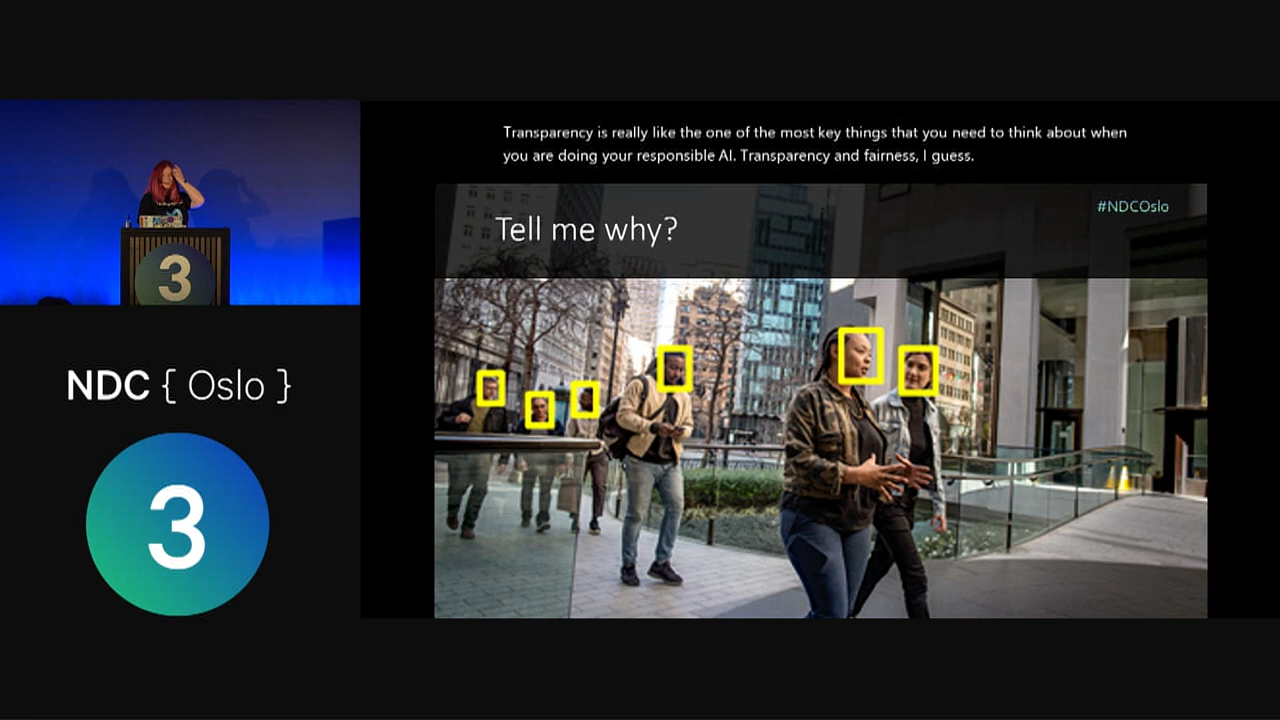 Transparency is really like the one of the most key things that you need to think about when
you are doing your responsible AI. Transparency and fairness, I guess.
#NDCOslo
Tell me why?
3
NDC { Oslo }
3